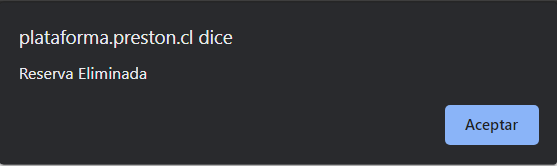 plataforma.preston.cl dice
Reserva Eliminada
Aceptar